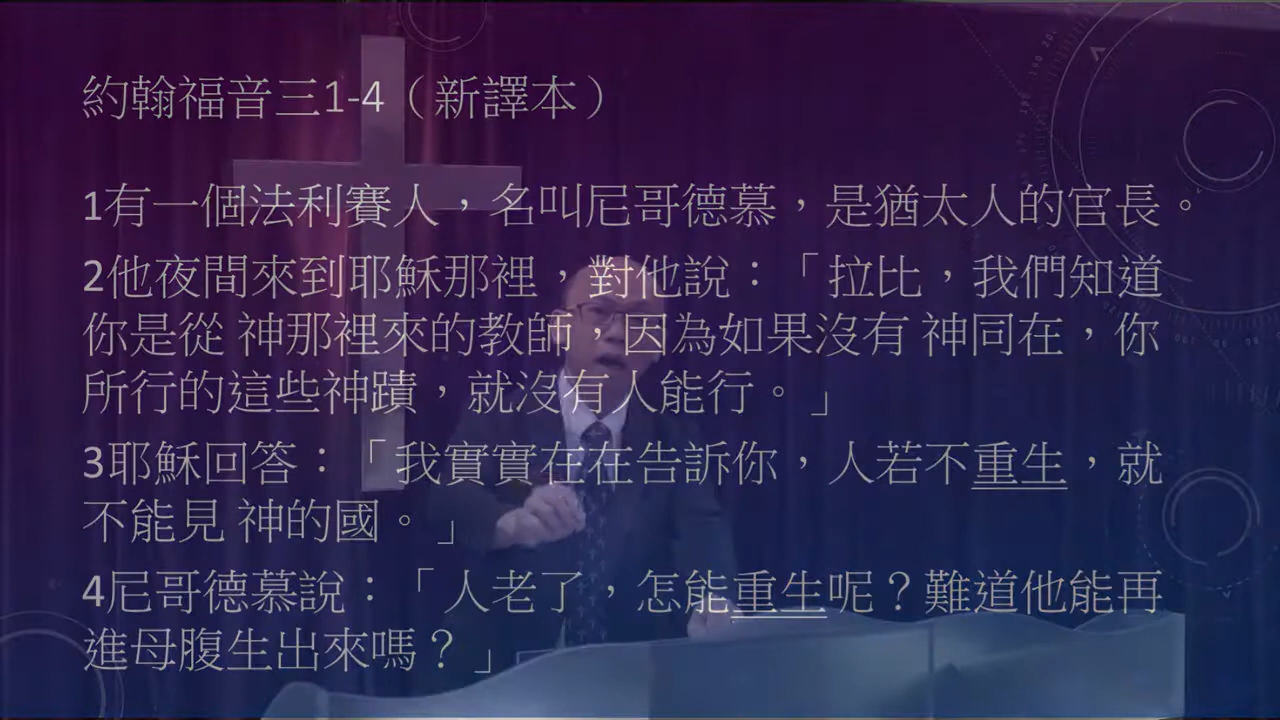 約翰福音三1-4（新譯本）
1有一個法利賽人，名叫尼哥德慕，是猶太人的官長。
2他夜間來到耶穌那裡，對他說：「拉比，我們知道
你是從 神那裡來的教師，因為如果沒有 神同在，你
所行的這些神蹟，就沒有人能行。」
3耶穌回答：「我實實在在告訴你，人若不重生，就
不能見 神的國。」
4尼哥德慕說：「人老了，怎能重生呢？難道他能再
進母腹生出來嗎？」